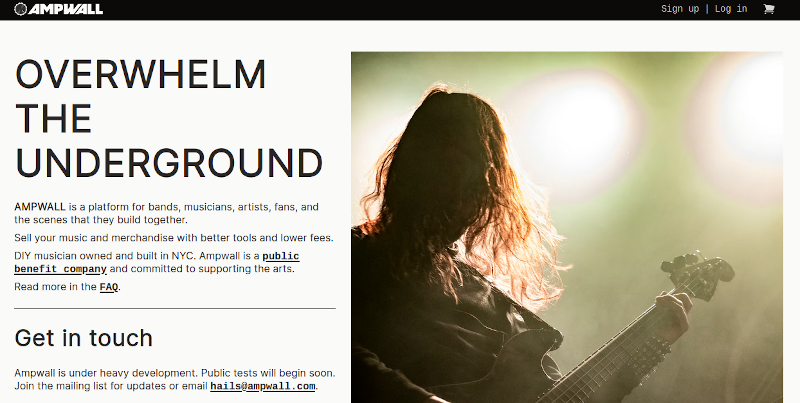 AMPWALL
Sign up | Log in
OVERWHELM
THE
UNDERGROUND
AMPWALL is a platform for bands, musicians, artists, fans, and
the scenes that they build together.
Sell your music and merchandise with better tools and lower fees.
DIY musician owned and built in NYC. Ampwall is a public
benefit company and committed to supporting the arts.
Read more in the FAQ.
Get in touch
Ampwall is under heavy development. Public tests will begin soon.
Join the mailing list for updates or email hails@ampwall.com.